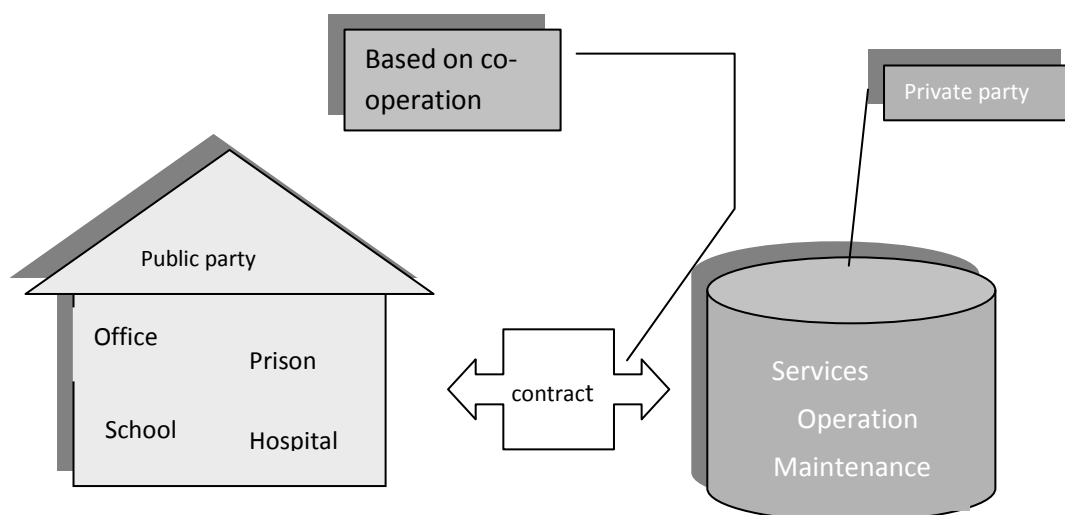 Based on co-
operation
Private party
Public party
Office
Prison
School
Hospital
contract
Services
Operation
Maintenance